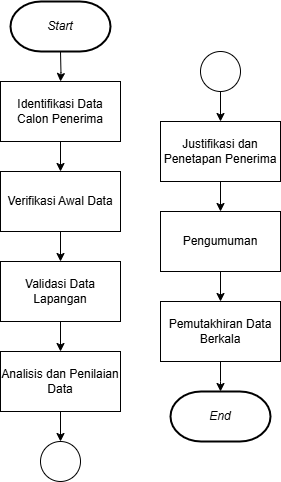 Start
Identifikasi Data
Calon Penerima
Verifikasi Awal Data
Validasi Data
Lapangan
Analisis dan Penilaian
Data
Justifikasi dan
Penetapan Penerima
Pengumuman
Pemutakhiran Data
Berkala
End